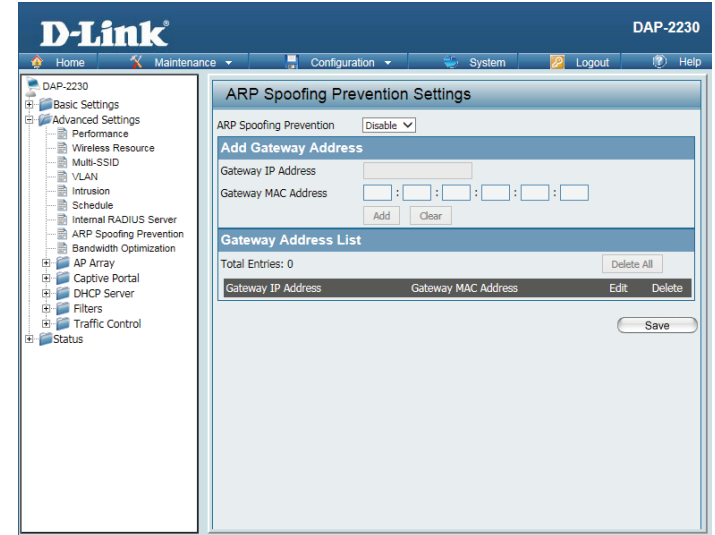 D-Link®
DAP-2230
Home Maintenance Configuration System Logout Help
DAP-2230
Basic Settings
Advanced Settings
Performance
Wireless Resource
Multi-SSID
VLAN
Intrusion
Schedule
Internal RADIUS Server
ARP Spoofing Prevention
Bandwidth Optimization
AP Array
Captive Portal
DHCP Server
Filters
Traffic Control
Status
ARP Spoofing Prevention Settings
ARP Spoofing Prevention Disable
Add Gateway Address
Gateway IP Address
Gateway MAC Address : : : : :
Add Clear
Gateway Address List
Total Entries: 0 Delete All
Gateway IP Address Gateway MAC Address Edit Delete
Save